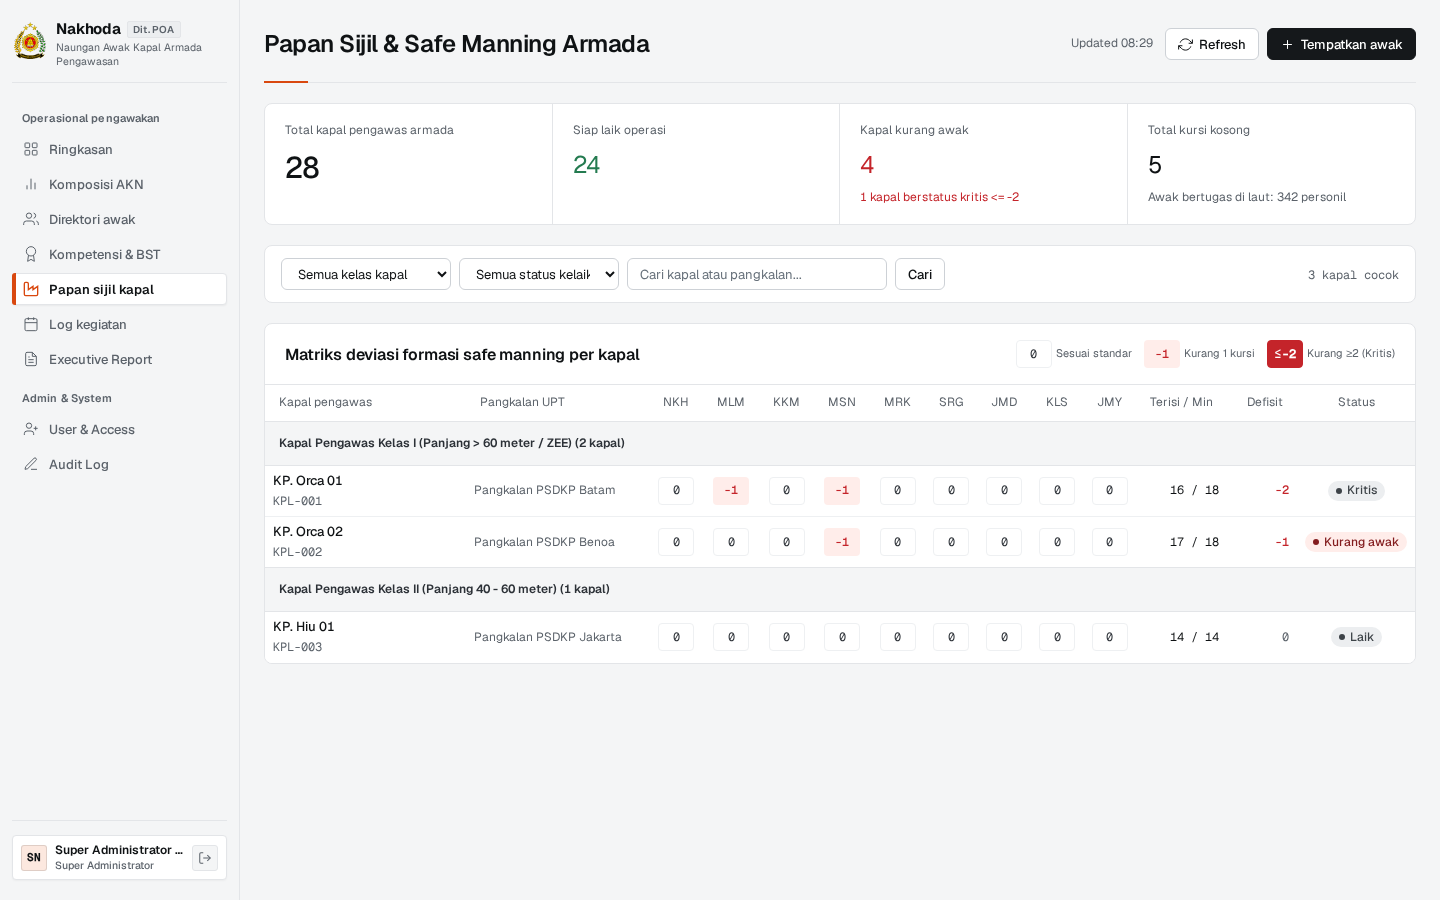 Nakhoda Dit.POA
Naungan Awak Kapal Armada
Pengawasan
Operasional pengawakan
Ringkasan
Komposisi AKN
Direktori awak
Kompetensi & BST
Papan sijil kapal
Log kegiatan
Executive Report
Admin & System
User & Access
Audit Log
SN
Super Administrator ...
Super Administrator
Papan Sijil & Safe Manning Armada
Updated 08:29
Refresh
Tempatkan awak
Total kapal pengawas armada
28
Siap laik operasi
24
Kapal kurang awak
4
1 kapal berstatus kritis <= -2
Total kursi kosong
5
Awak bertugas di laut: 342 personil
Semua kelas kapal
Semua status kelaik
Cari kapal atau pangkalan...
Cari
3 kapal cocok
Matriks deviasi formasi safe manning per kapal
0 Sesuai standar
-1 Kurang 1 kursi
≤-2 Kurang ≥2 (Kritis)
Kapal pengawas Pangkalan UPT NKH MLM KKM MSN MRK SRG JMD KLS JMY Terisi / Min Defisit Status
Kapal Pengawas Kelas I (Panjang > 60 meter / ZEE) (2 kapal)
KP. Orca 01
KPL-001
Pangkalan PSDKP Batam 0 -1 0 -1 0 0 0 0 0 16 / 18 -2 Kritis
KP. Orca 02
KPL-002
Pangkalan PSDKP Benoa 0 0 0 -1 0 0 0 0 0 17 / 18 -1 Kurang awak
Kapal Pengawas Kelas II (Panjang 40 - 60 meter) (1 kapal)
KP. Hiu 01
KPL-003
Pangkalan PSDKP Jakarta 0 0 0 0 0 0 0 0 0 14 / 14 0 Laik